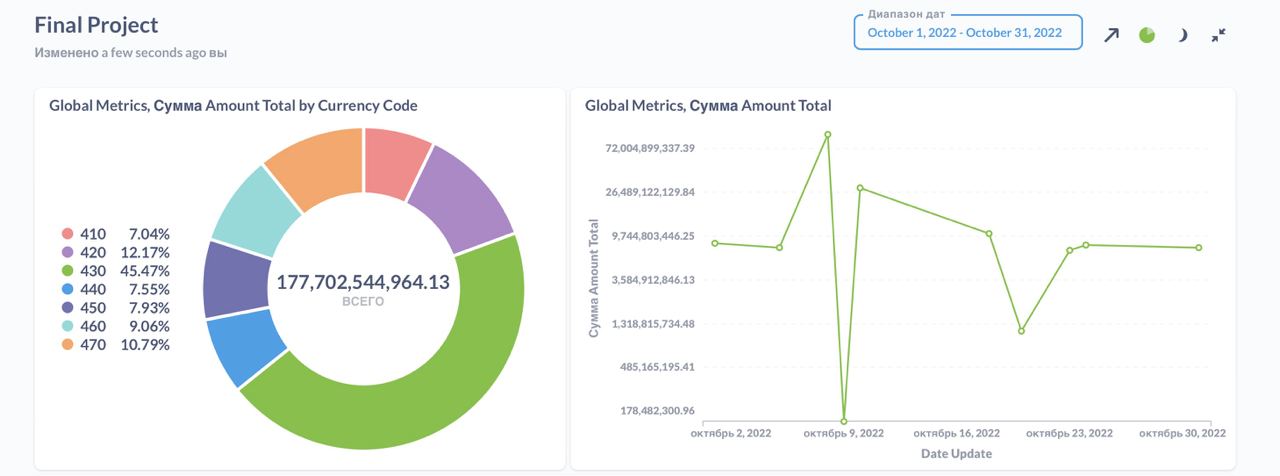 Final Project
Изменено a few seconds ago вы
Диапазон дат
October 1, 2022 - October 31, 2022
Global Metrics, Сумма Amount Total by Currency Code
410 7.04%
420 12.17%
430 45.47%
440 7.55%
450 7.93%
460 9.06%
470 10.79%
177,702,544,964.13
ВСЕГО
Global Metrics, Сумма Amount Total
Сумма Amount Total
72,004,899,337.39
26,489,122,129.84
9,744,803,446.25
3,584,912,846.13
1,318,815,734.48
485,165,195.41
178,482,300.96
октябрь 2, 2022 октябрь 9, 2022 октябрь 16, 2022 октябрь 23, 2022 октябрь 30, 2022
Date Update